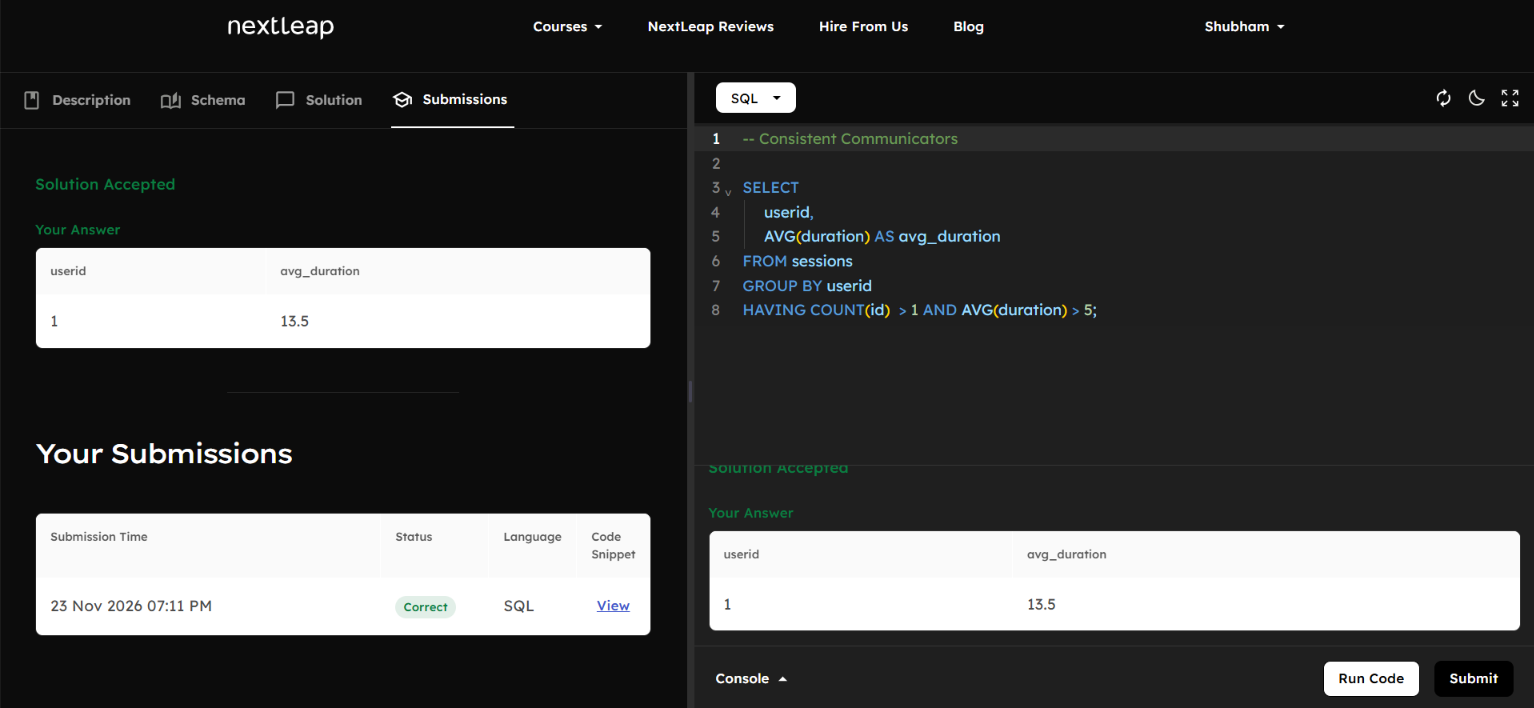 nextleap
Courses
NextLeap Reviews
Hire From Us
Blog
Shubham
Description
Schema
Solution
Submissions
Solution Accepted
Your Answer
userid avg_duration
1 13.5
Your Submissions
Submission Time Status Language Code Snippet
23 Nov 2026 07:11 PM Correct SQL View
SQL
1 -- Consistent Communicators
2
3 SELECT
4 userid,
5 AVG(duration) AS avg_duration
6 FROM sessions
7 GROUP BY userid
8 HAVING COUNT(id) > 1 AND AVG(duration) > 5;
Solution Accepted
Your Answer
userid avg_duration
1 13.5
Console
Run Code
Submit